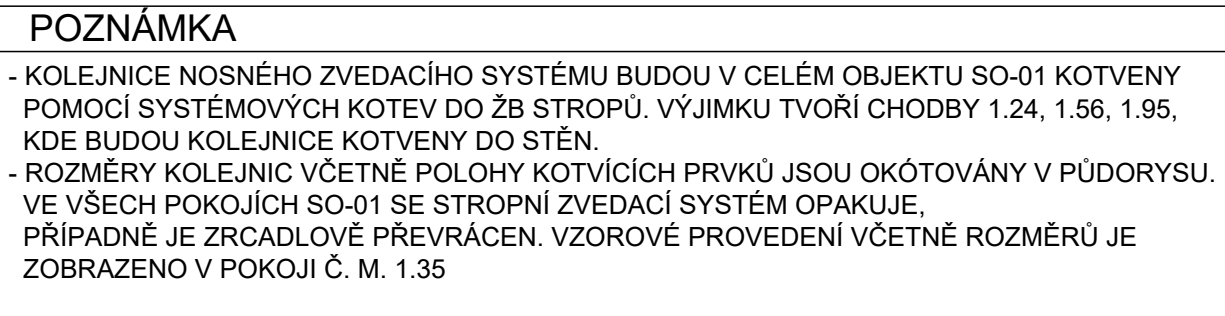 POZNÁMKA
- KOLEJNICE NOSNÉHO ZVEDACÍHO SYSTÉMU BUDOU V CELÉM OBJEKTU SO-01 KOTVENY
POMOCÍ SYSTÉMOVÝCH KOTEV DO ŽB STROPŮ. VÝJIMKU TVOŘÍ CHODBY 1.24, 1.56, 1.95,
KDE BUDOU KOLEJNICE KOTVENY DO STĚN.
- ROZMĚRY KOLEJNIC VČETNĚ POLOHY KOTVÍCÍCH PRVKŮ JSOU OKÓTOVÁNY V PŮDORYSU.
VE VŠECH POKOJÍCH SO-01 SE STROPNÍ ZVEDACÍ SYSTÉM OPAKUJE,
PŘÍPADNĚ JE ZRCADLOVĚ PŘEVRÁCEN. VZOROVÉ PROVEDENÍ VČETNĚ ROZMĚRŮ JE
ZOBRAZENO V POKOJI Č. M. 1.35